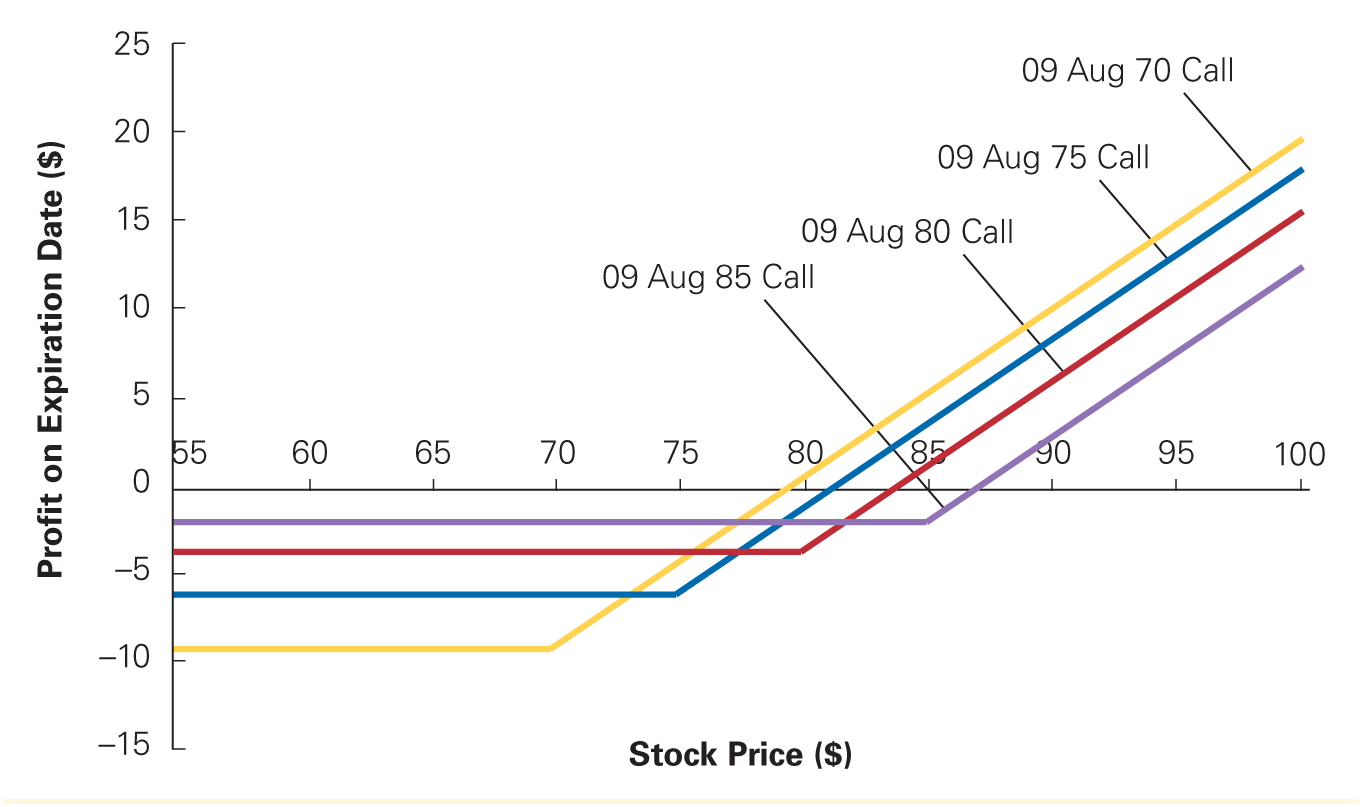 25
20
15
10
5
0
–5
–10
–15
Profit on Expiration Date ($)
09 Aug 70 Call
09 Aug 75 Call
09 Aug 80 Call
09 Aug 85 Call
55 60 65 70 75 80 85 90 95 100
Stock Price ($)